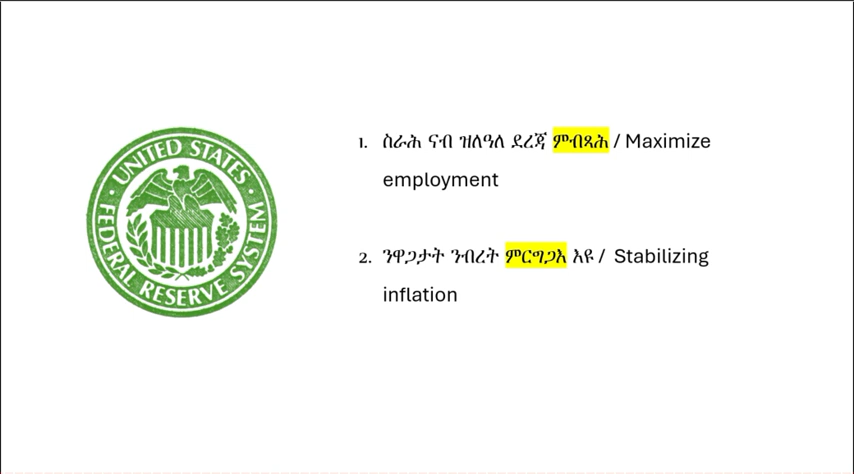 UNITED STATES
FEDERAL RESERVE SYSTEM
1. ስራሕ ናብ ዝለዓለ ደረጃ ምብጻሕ / Maximize
employment
2. ንዋጋታት ንብረት ምርግጋእ እዩ / Stabilizing
inflation